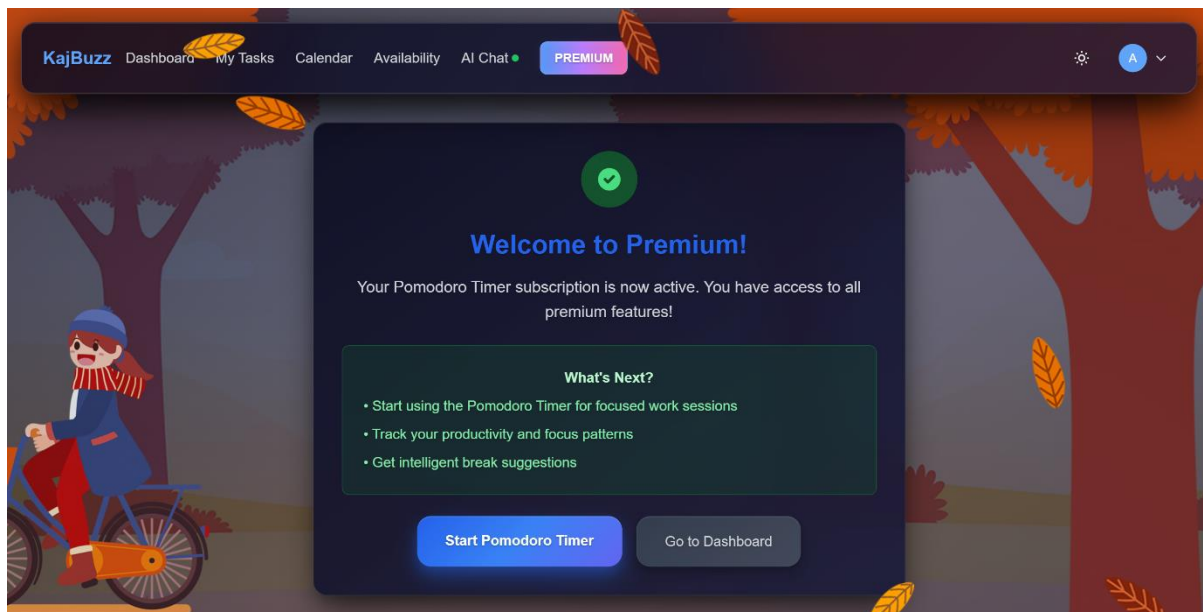 KajBuzz Dashboard My Tasks Calendar Availability AI Chat PREMIUM A
Welcome to Premium!
Your Pomodoro Timer subscription is now active. You have access to all
premium features!
What's Next?
• Start using the Pomodoro Timer for focused work sessions
• Track your productivity and focus patterns
• Get intelligent break suggestions
Start Pomodoro Timer Go to Dashboard